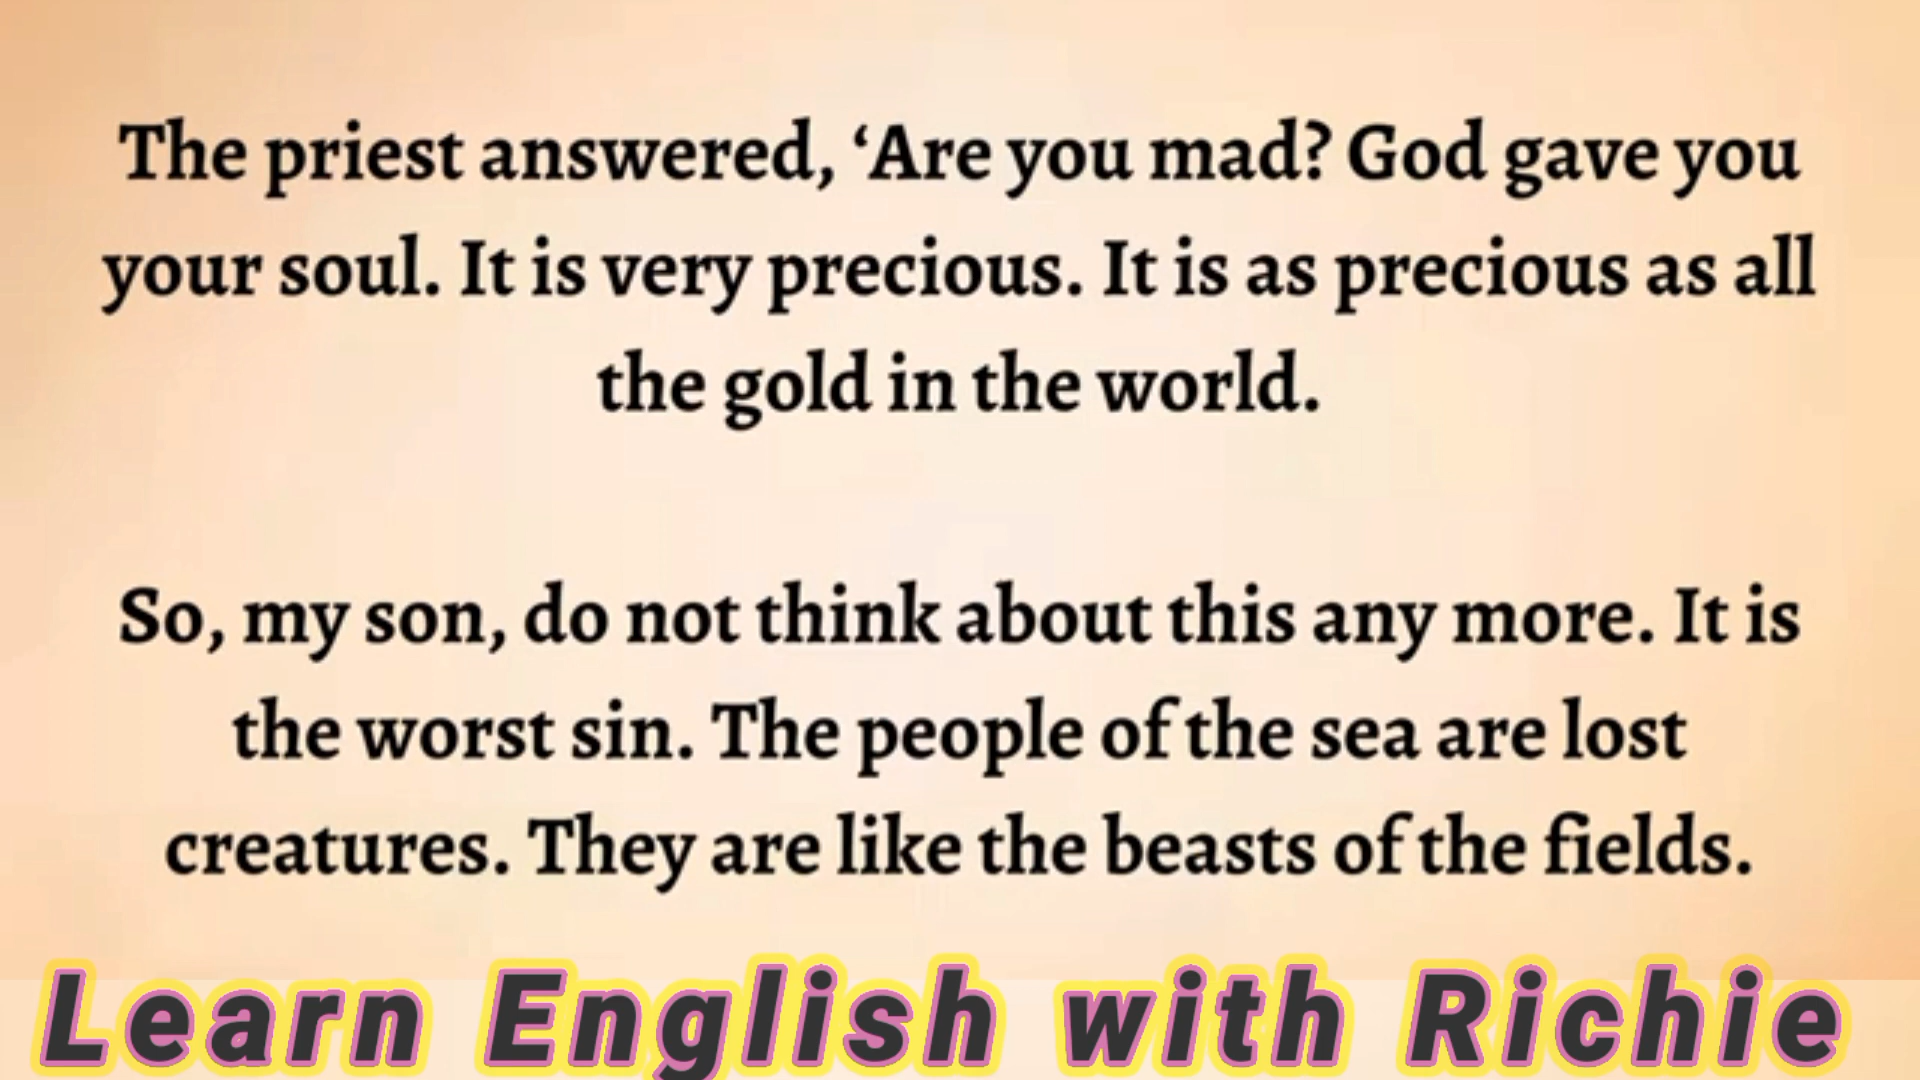 The priest answered, ‘Are you mad? God gave you
your soul. It is very precious. It is as precious as all
the gold in the world.
So, my son, do not think about this any more. It is
the worst sin. The people of the sea are lost
creatures. They are like the beasts of the fields.
Learn English with Richie